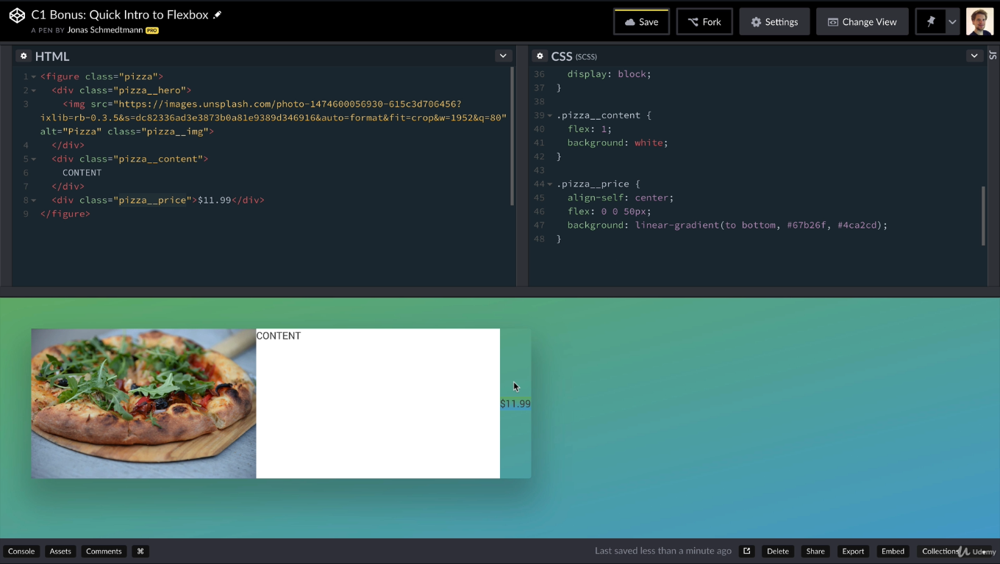 C1 Bonus: Quick Intro to Flexbox
A PEN BY Jonas Schmedtmann PRO
Save
Fork
Settings
Change View
HTML
1 <figure class="pizza">
2 <div class="pizza__hero">
3 <img src="https://images.unsplash.com/photo-1474600056930-615c3d706456?
ixlib=rb-0.3.5&s=dc82336ad3e3873b0a81e9389d346916&auto=format&fit=crop&w=1952&q=80"
alt="Pizza" class="pizza__img">
4 </div>
5 <div class="pizza__content">
6 CONTENT
7 </div>
8 <div class="pizza__price">$11.99</div>
9 </figure>
CSS (SCSS)
36 display: block;
37 }
38
39 .pizza__content {
40 flex: 1;
41 background: white;
42 }
43
44 .pizza__price {
45 align-self: center;
46 flex: 0 0 50px;
47 background: linear-gradient(to bottom, #67b26f, #4ca2cd);
48 }
JS
CONTENT
$11.99
Console
Assets
Comments
⌘
Last saved less than a minute ago
Delete
Share
Export
Embed
Collections
Udemy